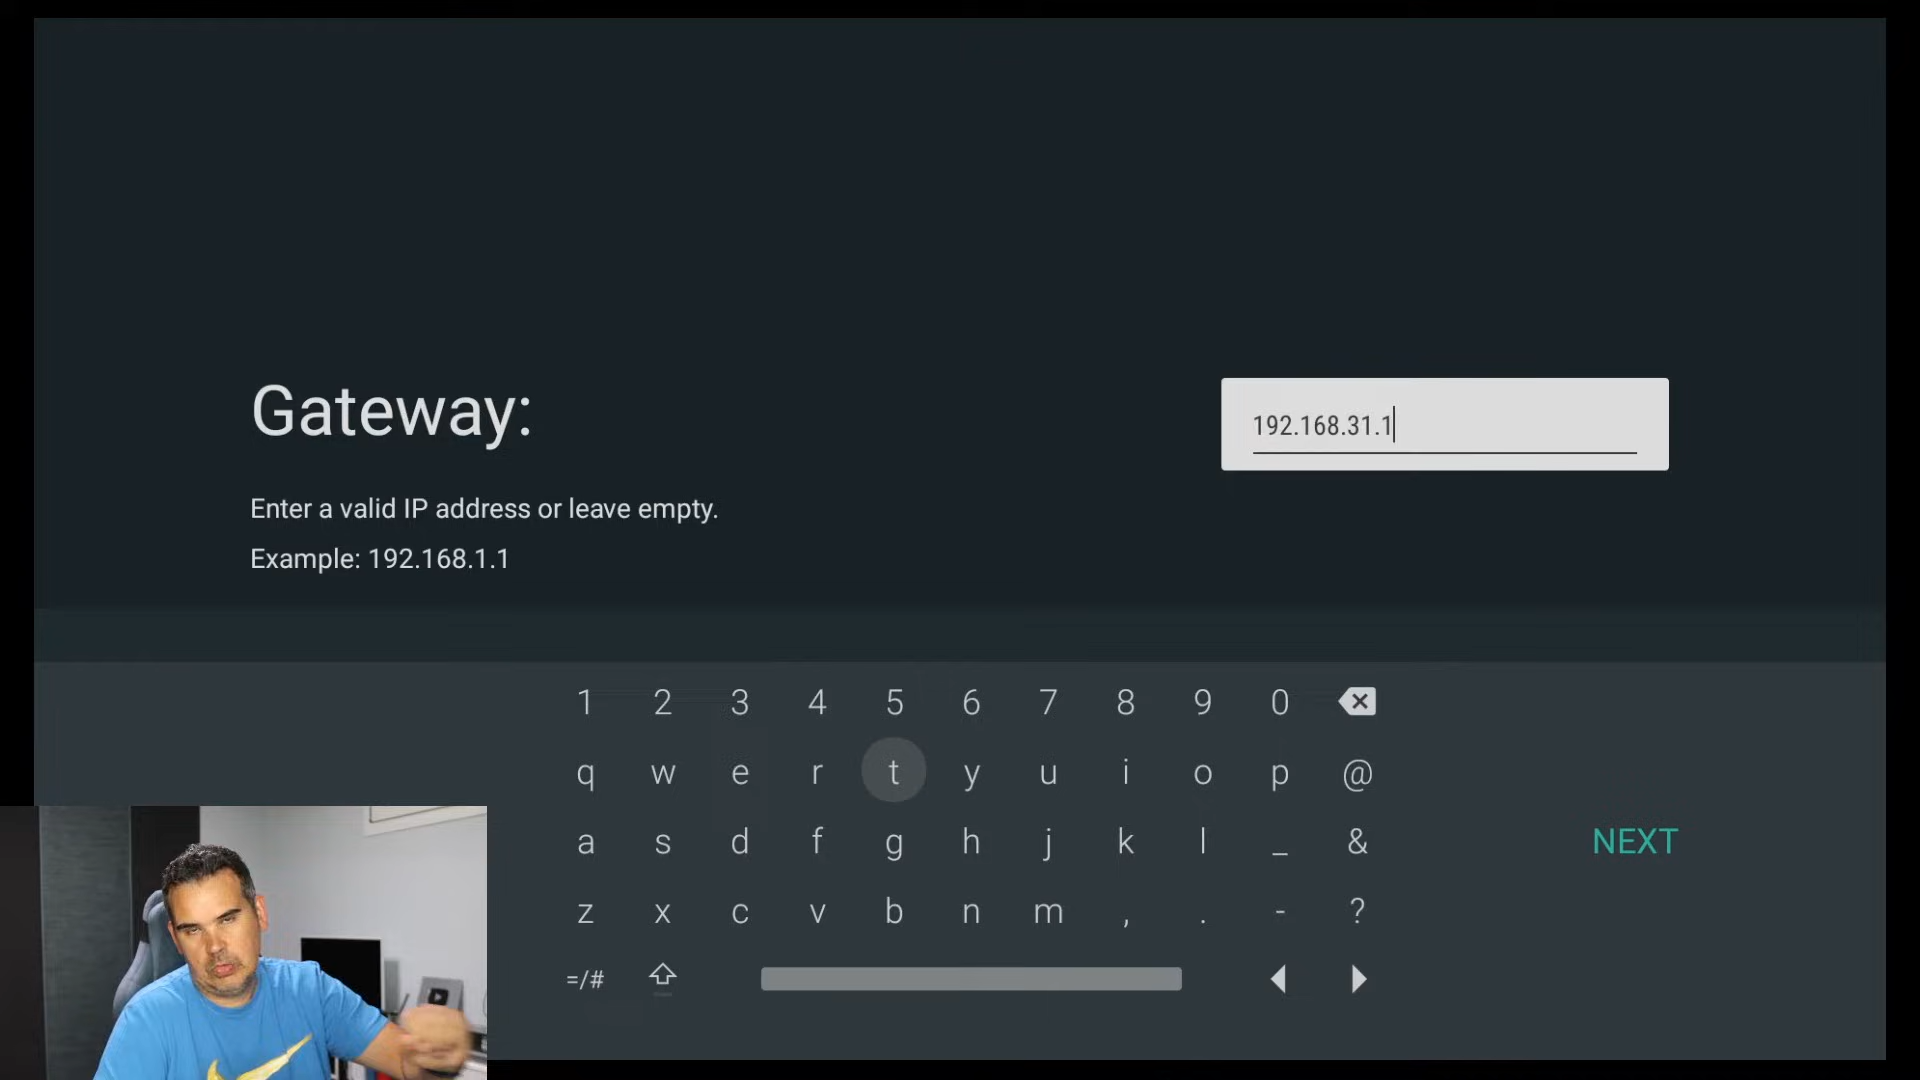 Gateway:
192.168.31.1
Enter a valid IP address or leave empty.
Example: 192.168.1.1
1 2 3 4 5 6 7 8 9 0
q w e r t y u i o p @
a s d f g h j k l _ &
NEXT
z x c v b n m , . - ?
=/#